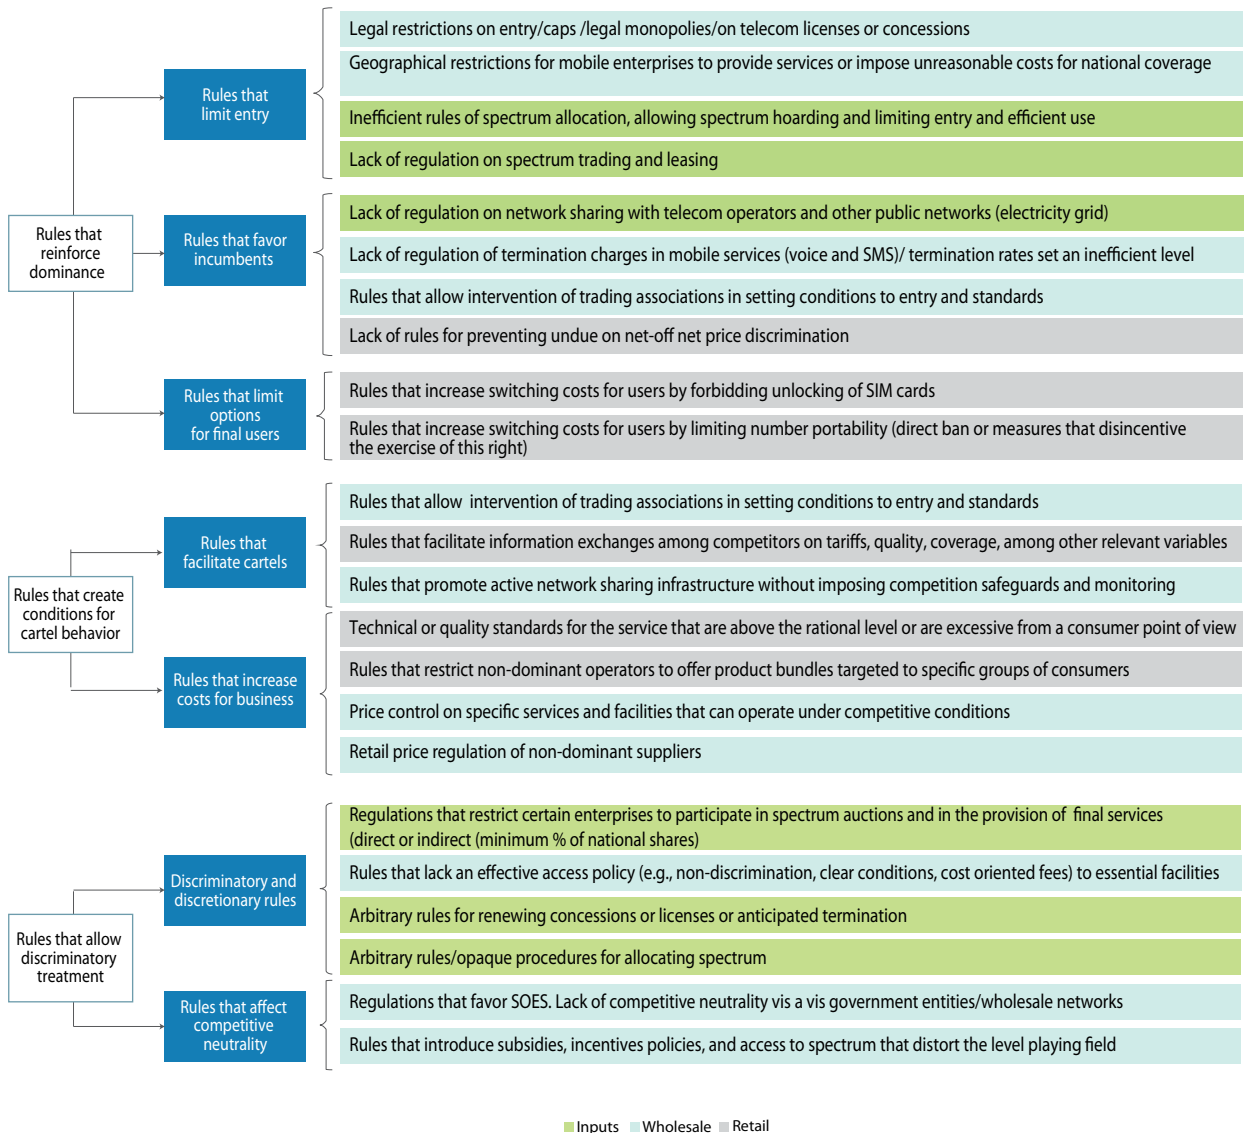 Rules that
reinforce
dominance
Rules that
limit entry
Legal restrictions on entry/caps /legal monopolies/on telecom licenses or concessions
Geographical restrictions for mobile enterprises to provide services or impose unreasonable costs for national coverage
Inefficient rules of spectrum allocation, allowing spectrum hoarding and limiting entry and efficient use
Lack of regulation on spectrum trading and leasing
Rules that favor
incumbents
Lack of regulation on network sharing with telecom operators and other public networks (electricity grid)
Lack of regulation of termination charges in mobile services (voice and SMS)/ termination rates set an inefficient level
Rules that allow intervention of trading associations in setting conditions to entry and standards
Lack of rules for preventing undue on net-off net price discrimination
Rules that limit
options
for final users
Rules that increase switching costs for users by forbidding unlocking of SIM cards
Rules that increase switching costs for users by limiting number portability (direct ban or measures that disincentive
the exercise of this right)
Rules that create
conditions for
cartel behavior
Rules that
facilitate cartels
Rules that allow  intervention of trading associations in setting conditions to entry and standards
Rules that facilitate information exchanges among competitors on tariffs, quality, coverage, among other relevant variables
Rules that promote active network sharing infrastructure without imposing competition safeguards and monitoring
Rules that increase
costs for business
Technical or quality standards for the service that are above the rational level or are excessive from a consumer point of view
Rules that restrict non-dominant operators to offer product bundles targeted to specific groups of consumers
Price control on specific services and facilities that can operate under competitive conditions
Retail price regulation of non-dominant suppliers
Rules that allow
discriminatory
treatment
Discriminatory and
discretionary rules
Regulations that restrict certain enterprises to participate in spectrum auctions and in the provision of  final services
(direct or indirect (minimum % of national shares)
Rules that lack an effective access policy (e.g., non-discrimination, clear conditions, cost oriented fees) to essential facilities
Arbitrary rules for renewing concessions or licenses or anticipated termination
Arbitrary rules/opaque procedures for allocating spectrum
Rules that affect
competitive
neutrality
Regulations that favor SOES. Lack of competitive neutrality vis a vis government entities/wholesale networks
Rules that introduce subsidies, incentives policies, and access to spectrum that distort the level playing field
Inputs Wholesale Retail